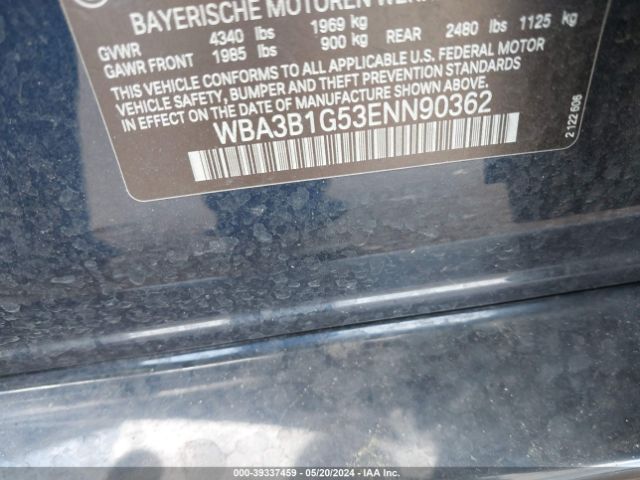 BAYERISCHE MOTOREN
GVWR 4340 lbs 1969 kg
GAWR FRONT 1985 lbs 900 kg REAR 2480 lbs 1125 kg
THIS VEHICLE CONFORMS TO ALL APPLICABLE U.S. FEDERAL MOTOR
VEHICLE SAFETY, BUMPER AND THEFT PREVENTION STANDARDS
IN EFFECT ON THE DATE OF MANUFACTURE SHOWN ABOVE.
WBA3B1G53ENN90362
2 122 606
000-39337459 - 05/20/2024 - IAA Inc.